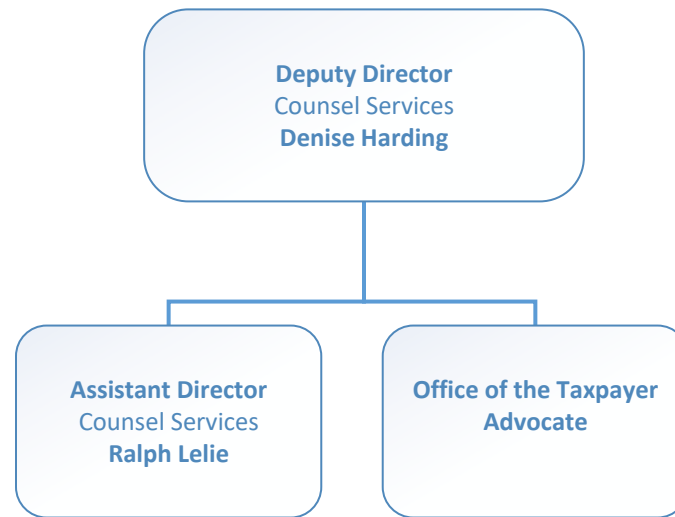 Deputy Director
Counsel Services
Denise Harding
Assistant Director
Counsel Services
Ralph Lelie
Office of the Taxpayer
Advocate